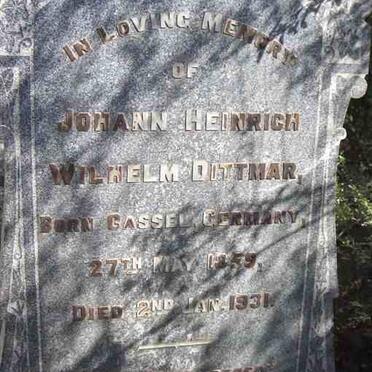 IN LOVING MEMORY
OF
JOHANN HEINRICH
WILHELM DITTMAR,
BORN CASSEL, GERMANY,
27TH MAY 1859,
DIED 2ND JAN. 1931.